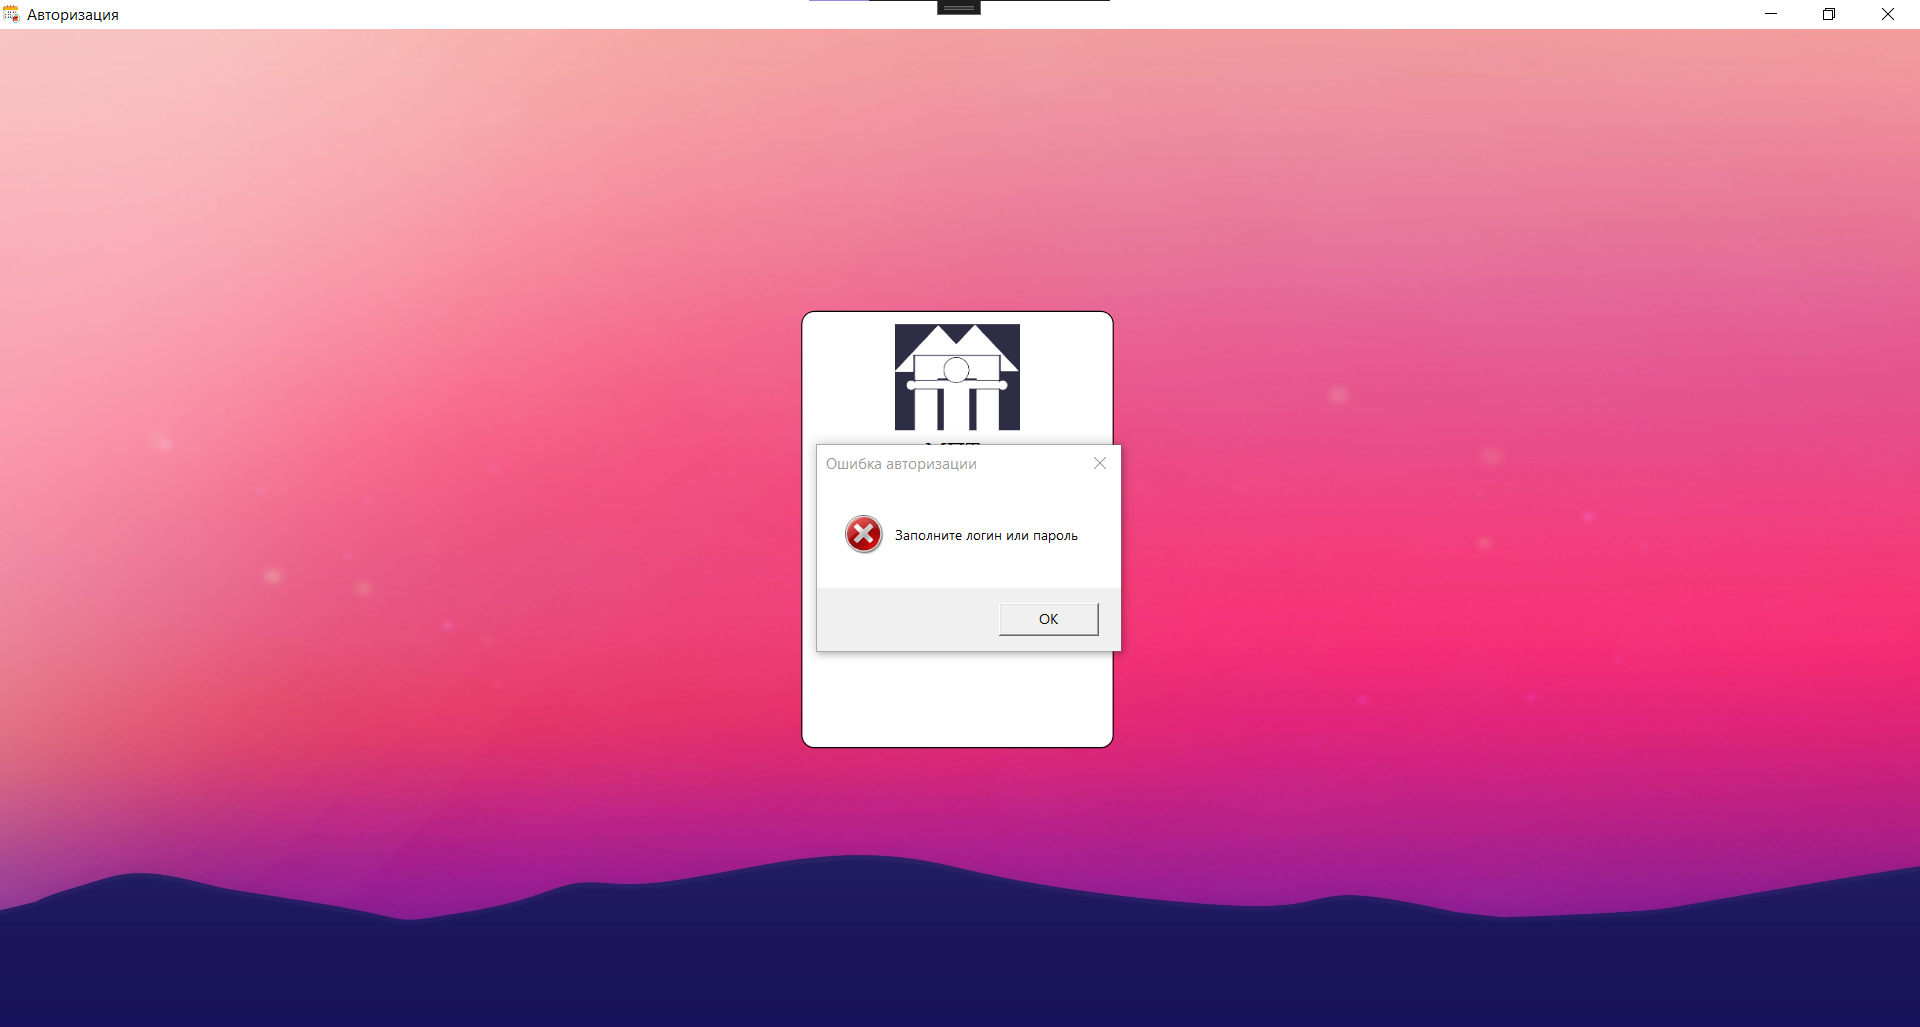 Авторизация
Ошибка авторизации
Заполните логин или пароль
OK